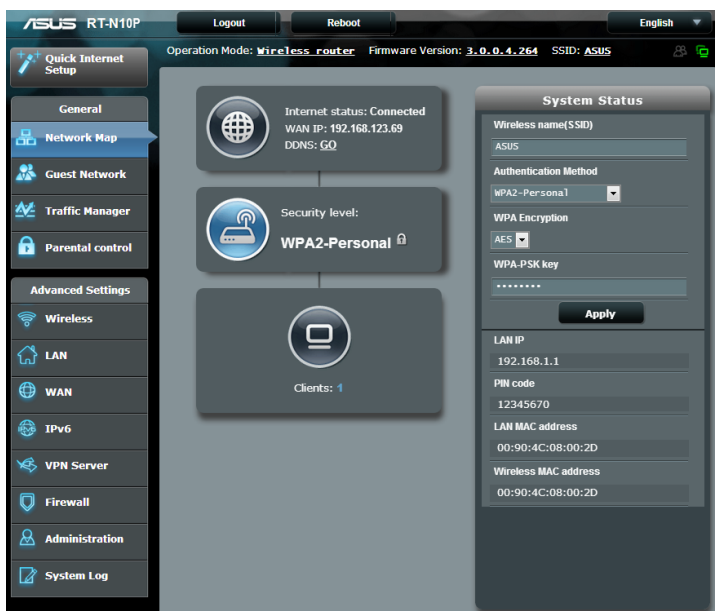 ASUS RT-N10P
Logout
Reboot
English
Quick Internet
Setup
Operation Mode: Wireless router Firmware Version: 3.0.0.4.264 SSID: ASUS
General
Network Map
Guest Network
Traffic Manager
Parental control
Advanced Settings
Wireless
LAN
WAN
IPv6
VPN Server
Firewall
Administration
System Log
Internet status: Connected
WAN IP: 192.168.123.69
DDNS: GO
Security level:
WPA2-Personal
Clients: 1
System Status
Wireless name(SSID)
ASUS
Authentication Method
WPA2-Personal
WPA Encryption
AES
WPA-PSK key
········
Apply
LAN IP
192.168.1.1
PIN code
12345670
LAN MAC address
00:90:4C:08:00:2D
Wireless MAC address
00:90:4C:08:00:2D